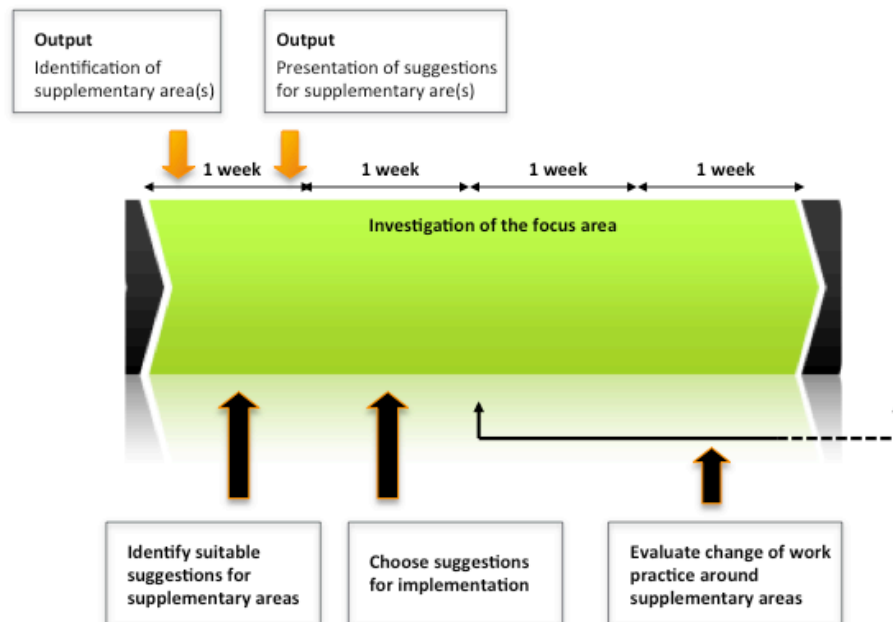 Output
Identification of
supplementary area(s)
Output
Presentation of suggestions
for supplementary are(s)
1 week
1 week
1 week
1 week
Investigation of the focus area
Identify suitable
suggestions for
supplementary areas
Choose suggestions
for implementation
Evaluate change of work
practice around
supplementary areas